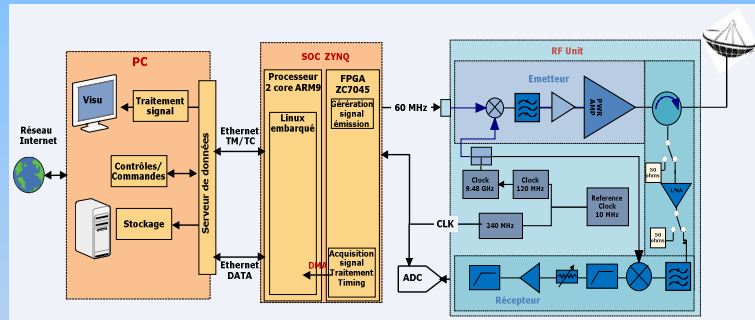 PC
SOC ZYNQ
RF Unit
Réseau
Internet
Visu
Traitement
signal
Contrôles/
Commandes
Stockage
Serveur de données
Ethernet
TM/TC
Ethernet
DATA
Processeur
2 core ARM9
Linux
embarqué
FPGA
ZC7045
Gérération
signal
émission
DMA
Acquisition
signal
Traitement
Timing
60 MHz
CLK
ADC
Emetteur
PWR
AMP
Clock
9.48 GHz
Clock
120 MHz
Reference
Clock
10 MHz
240 MHz
50
ohms
LNA
50
ohms
Récepteur